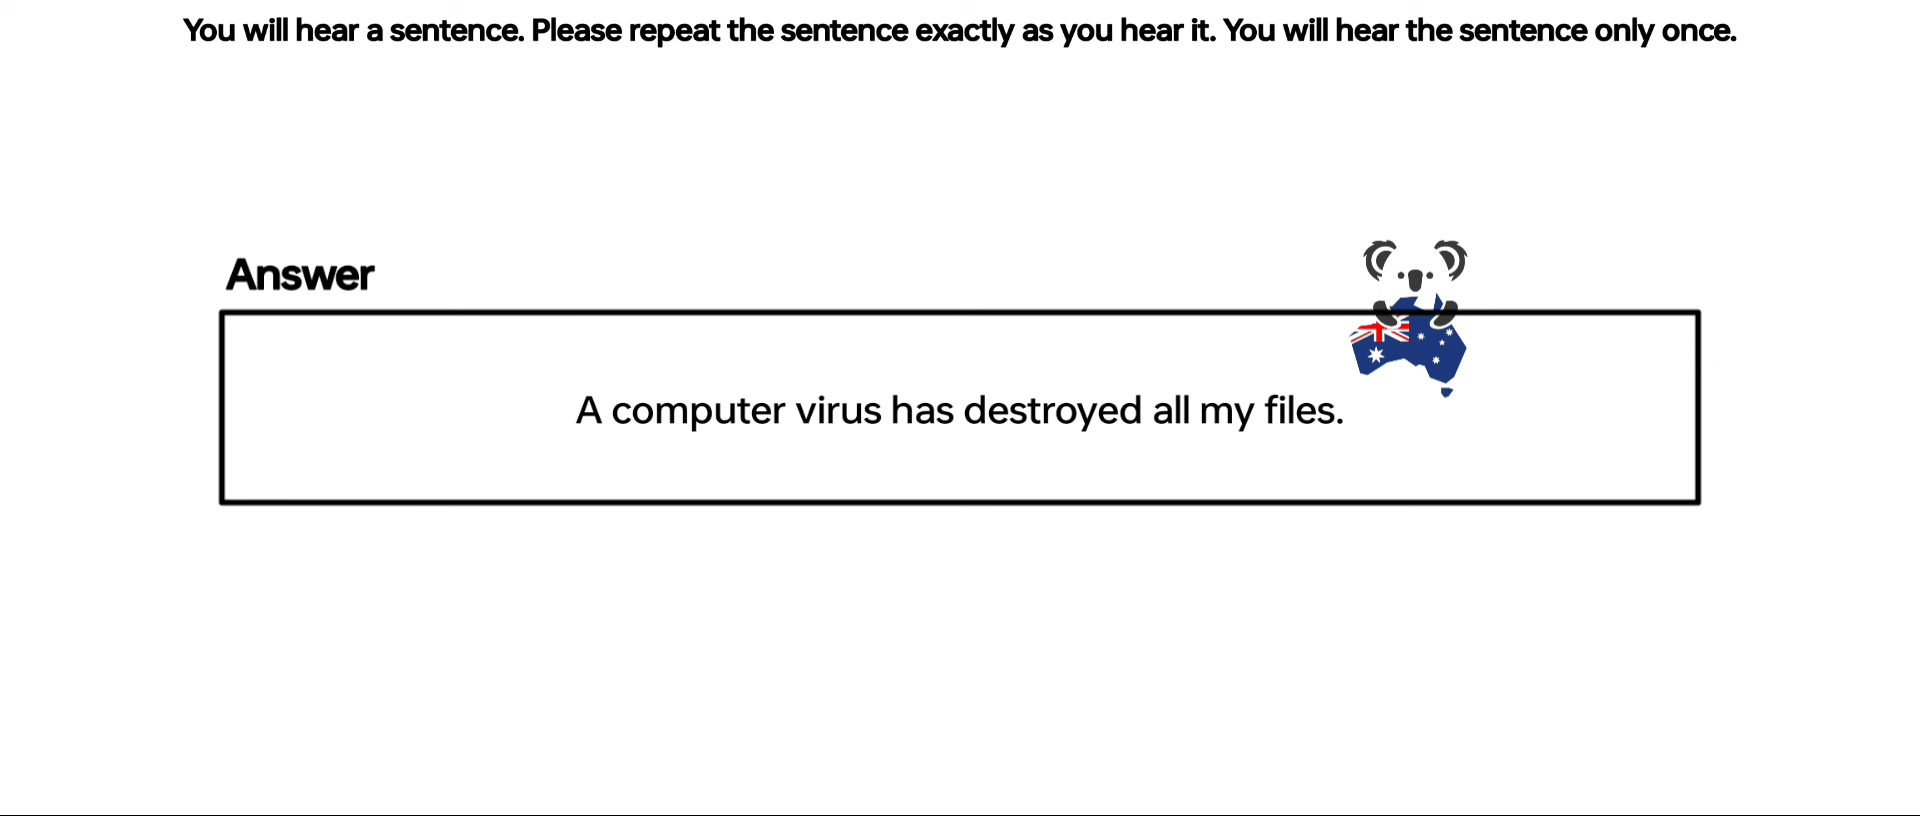 You will hear a sentence. Please repeat the sentence exactly as you hear it. You will hear the sentence only once.
Answer
A computer virus has destroyed all my files.